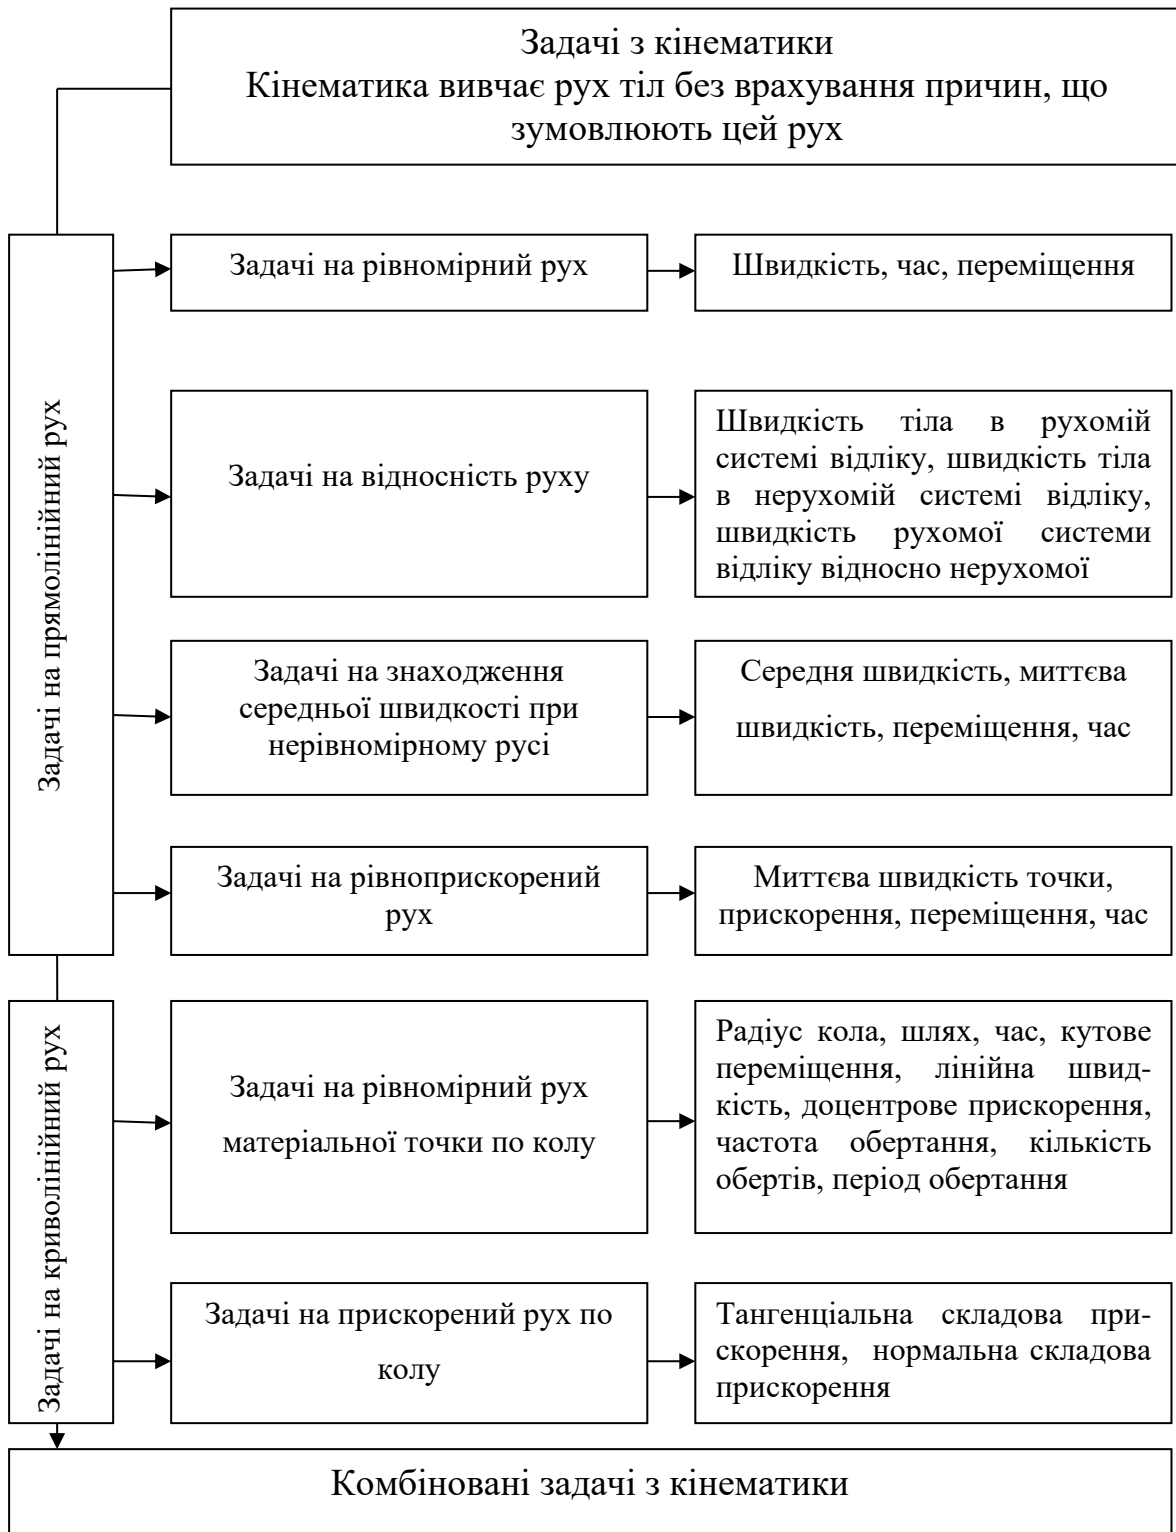 Задачі з кінематики
Кінематика вивчає рух тіл без врахування причин, що
зумовлюють цей рух
Задачі на прямолінійний рух
Задачі на рівномірний рух
Швидкість, час, переміщення
Задачі на відносність руху
Швидкість тіла в рухомій
системі відліку, швидкість тіла
в нерухомій системі відліку,
швидкість рухомої системи
відліку відносно нерухомої
Задачі на знаходження
середньої швидкості при
нерівномірному русі
Середня швидкість, миттєва
швидкість, переміщення, час
Задачі на рівноприскорений
рух
Миттєва швидкість точки,
прискорення, переміщення, час
Задачі на криволінійний рух
Задачі на рівномірний рух
матеріальної точки по колу
Радіус кола, шлях, час, кутове
переміщення, лінійна швид-
кість, доцентрове прискорення,
частота обертання, кількість
обертів, період обертання
Задачі на прискорений рух по
колу
Тангенціальна складова при-
скорення, нормальна складова
прискорення
Комбіновані задачі з кінематики